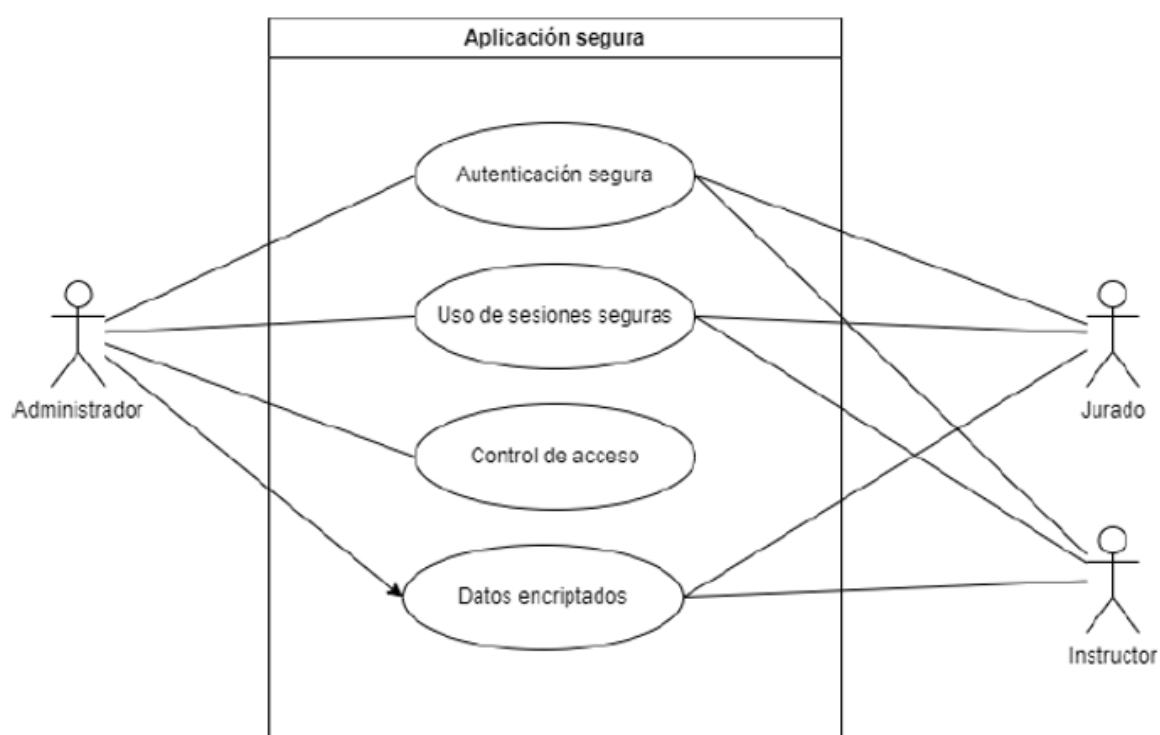 Aplicación segura
Autenticación segura
Uso de sesiones seguras
Administrador
Jurado
Control de acceso
Datos encriptados
Instructor